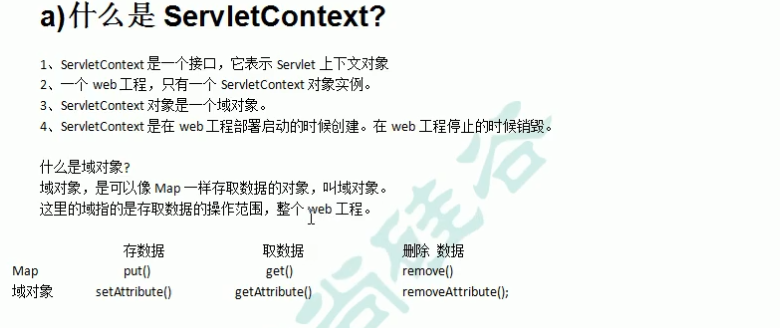 a)什么是 ServletContext?
1、ServletContext 是一个接口，它表示 Servlet 上下文对象
2、一个 web 工程，只有一个 ServletContext 对象实例。
3、ServletContext 对象是一个域对象。
4、ServletContext 是在 web 工程部署启动的时候创建。在 web 工程停止的时候销毁。
什么是域对象?
域对象，是可以像 Map 一样存取数据的对象，叫域对象。
这里的域指的是存取数据的操作范围，整个 web 工程。
存数据 取数据 删除 数据
Map put() get() remove()
域对象 setAttribute() getAttribute() removeAttribute();
尚硅谷